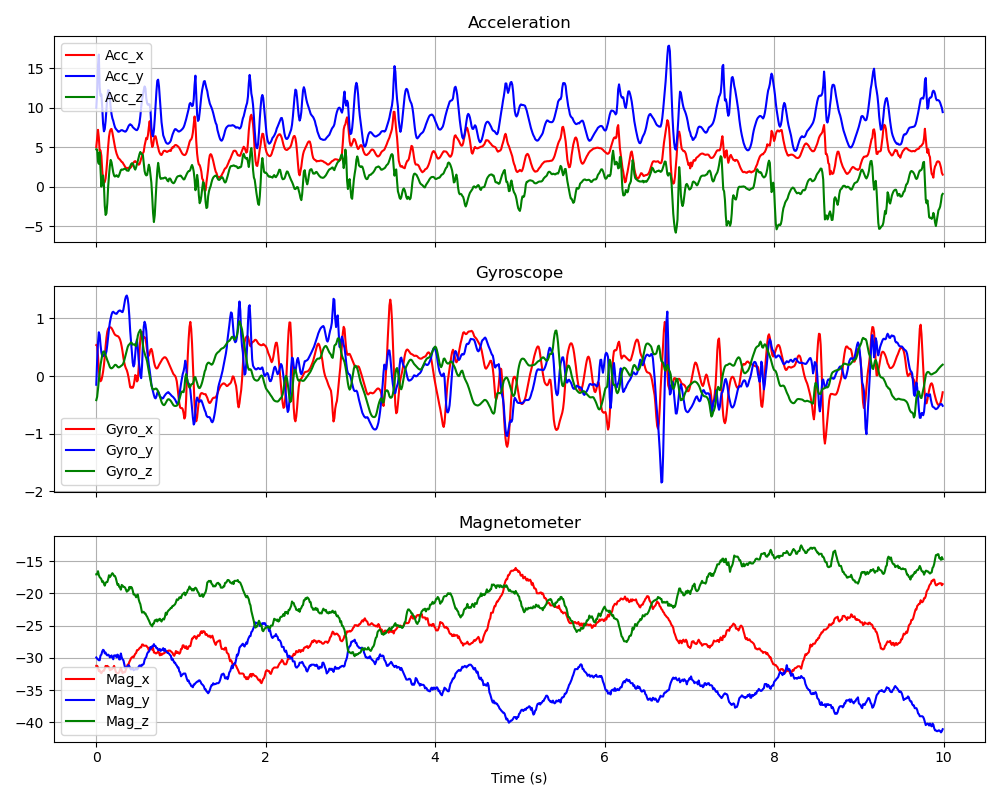 Acceleration
Acc_x
Acc_y
Acc_z
15
10
5
0
−5
Gyroscope
1
0
−1
−2
Gyro_x
Gyro_y
Gyro_z
Magnetometer
−15
−20
−25
−30
−35
−40
Mag_x
Mag_y
Mag_z
0 2 4 6 8 10
Time (s)